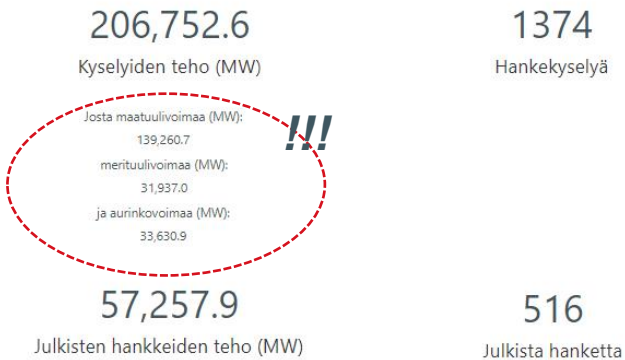 206,752.6
Kyselyiden teho (MW)
1374
Hankekyselyä
Josta maatuulivoimaa (MW):
139,260.7
merituulivoimaa (MW):
31,937.0
ja aurinkovoimaa (MW):
33,630.9
!!!
57,257.9
Julkisten hankkeiden teho (MW)
516
Julkista hanketta